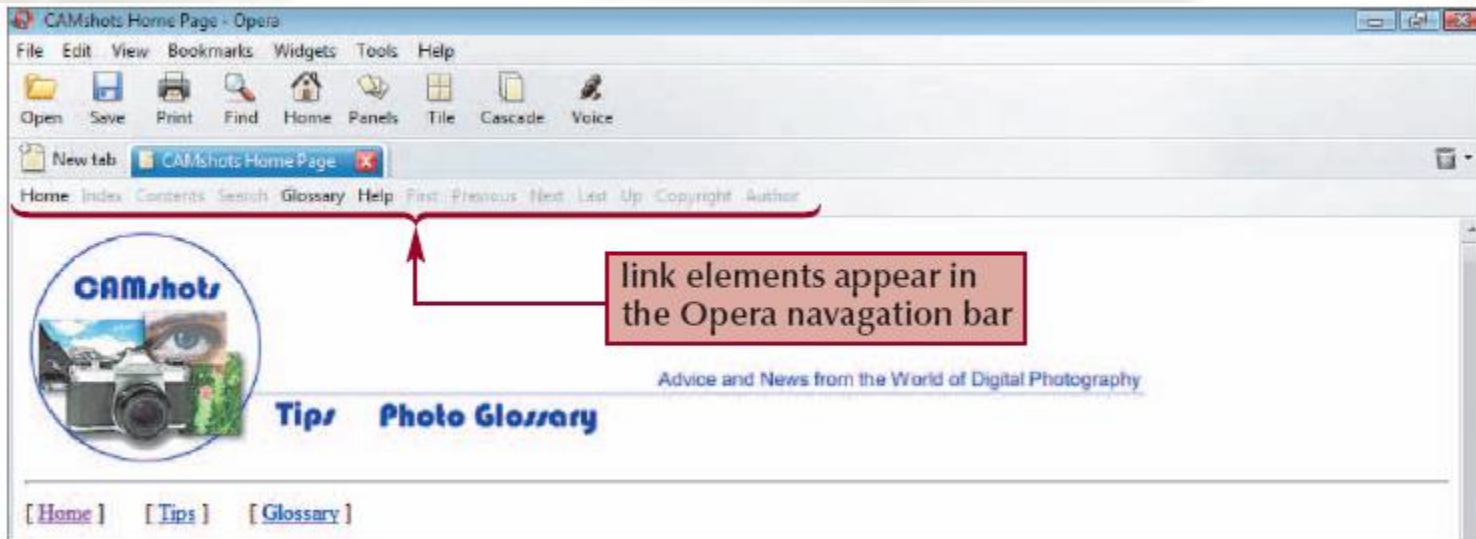 CAMshots Home Page - Opera
File Edit View Bookmarks Widgets Tools Help
Open Save Print Find Home Panels Tile Cascade Voice
New tab CAMshots Home Page
Home Index Contents Search Glossary Help First Previous Next Last Up Copyright Author
link elements appear in
the Opera navagation bar
CAMshots
Advice and News from the World of Digital Photography
Tips Photo Glossary
[ Home ] [ Tips ] [ Glossary ]